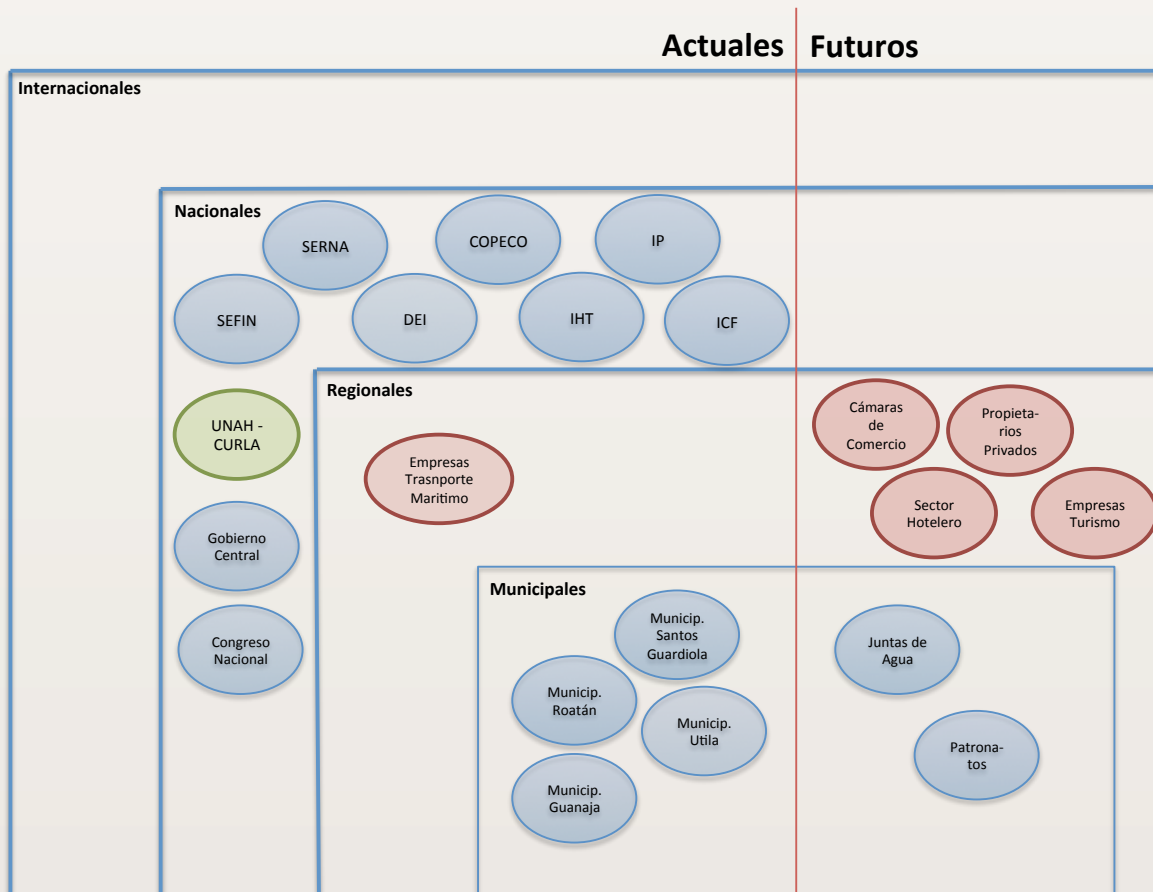 Actuales Futuros
Internacionales
Nacionales
SERNA
COPECO
IP
SEFIN
DEI
IHT
ICF
Regionales
UNAH -
CURLA
Empresas
Trasnporte
Maritimo
Cámaras
de
Comercio
Propieta-
rios
Privados
Sector
Hotelero
Empresas
Turismo
Gobierno
Central
Congreso
Nacional
Municipales
Municip.
Santos
Guardiola
Municip.
Roatán
Municip.
Utila
Municip.
Guanaja
Juntas de
Agua
Patrona-
tos